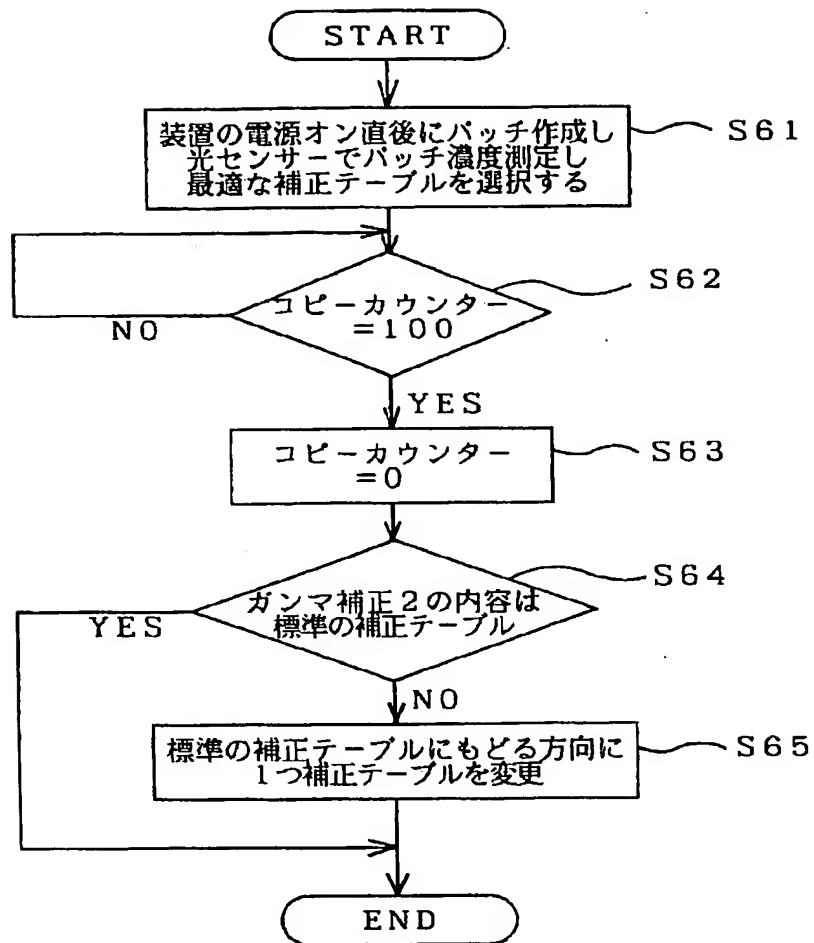 START
装置の電源オン直後にパッチ作成し
光センサーでパッチ濃度測定し
最適な補正テーブルを選択する
S61
コピーカウンター
=100
S62
NO
YES
コピーカウンター
=0
S63
ガンマ補正2の内容は
標準の補正テーブル
S64
YES
NO
標準の補正テーブルにもどる方向に
1つ補正テーブルを変更
S65
END